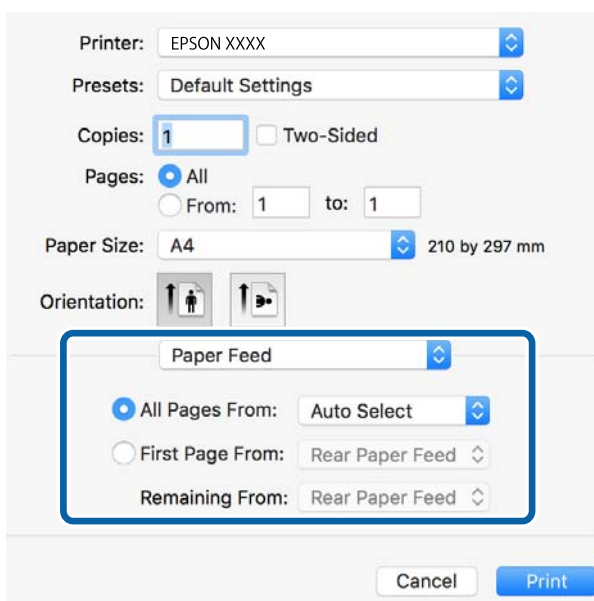 Printer: EPSON XXXX
Presets: Default Settings
Copies: 1 Two-Sided
Pages: All
From: 1 to: 1
Paper Size: A4 210 by 297 mm
Orientation:
Paper Feed
All Pages From: Auto Select
First Page From: Rear Paper Feed
Remaining From: Rear Paper Feed
Cancel Print